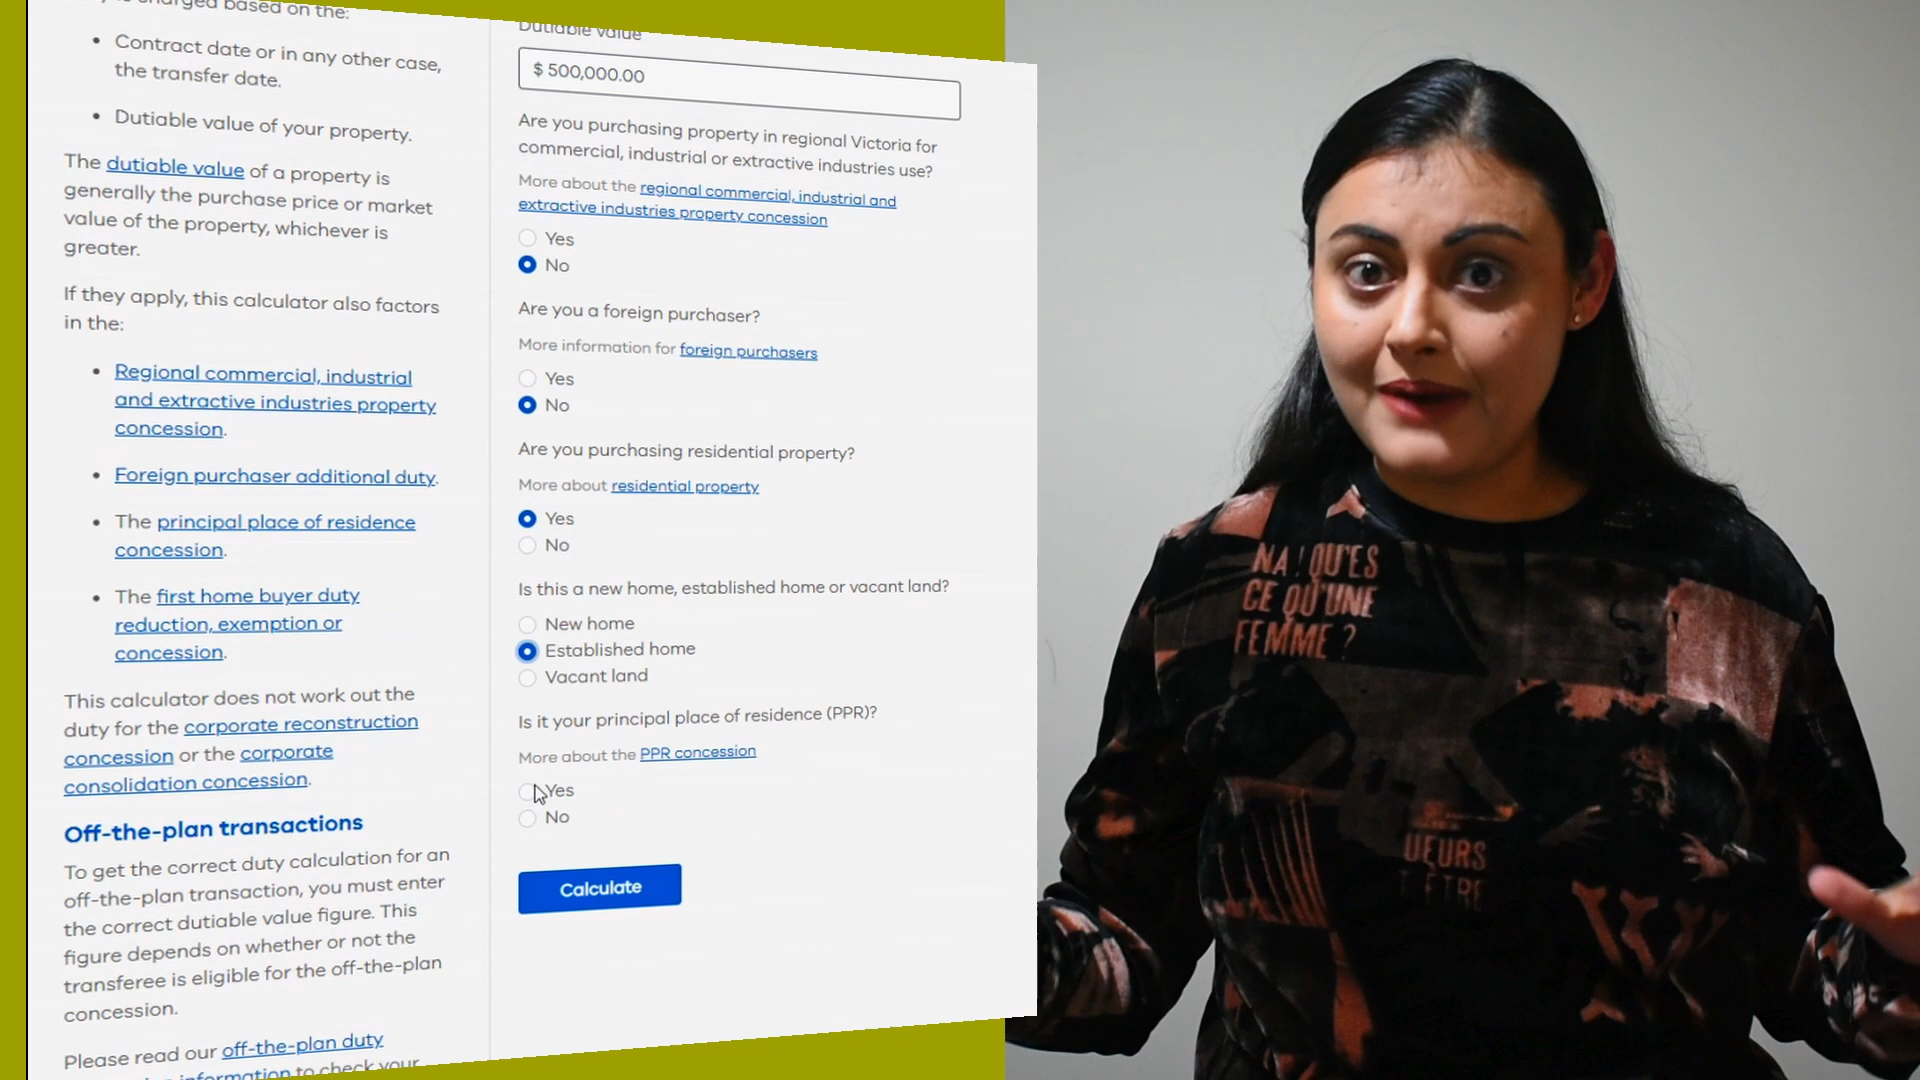 charged based on the:
• Contract date or in any other case,
the transfer date.
• Dutiable value of your property.
The dutiable value of a property is
generally the purchase price or market
value of the property, whichever is
greater.
If they apply, this calculator also factors
in the:
• Regional commercial, industrial
and extractive industries property
concession.
• Foreign purchaser additional duty.
• The principal place of residence
concession.
• The first home buyer duty
reduction, exemption or
concession.
This calculator does not work out the
duty for the corporate reconstruction
concession or the corporate
consolidation concession.
Off-the-plan transactions
To get the correct duty calculation for an
off-the-plan transaction, you must enter
the correct dutiable value figure. This
figure depends on whether or not the
transferee is eligible for the off-the-plan
concession.
Please read our off-the-plan duty
information to check your
Dutiable value
$ 500,000.00
Are you purchasing property in regional Victoria for
commercial, industrial or extractive industries use?
More about the regional commercial, industrial and
extractive industries property concession
Yes
No
Are you a foreign purchaser?
More information for foreign purchasers
Yes
No
Are you purchasing residential property?
More about residential property
Yes
No
Is this a new home, established home or vacant land?
New home
Established home
Vacant land
Is it your principal place of residence (PPR)?
More about the PPR concession
Yes
No
Calculate
NA ! QU'ES
CE QU'UNE
FEMME ?
UEURS
T ÊTRE